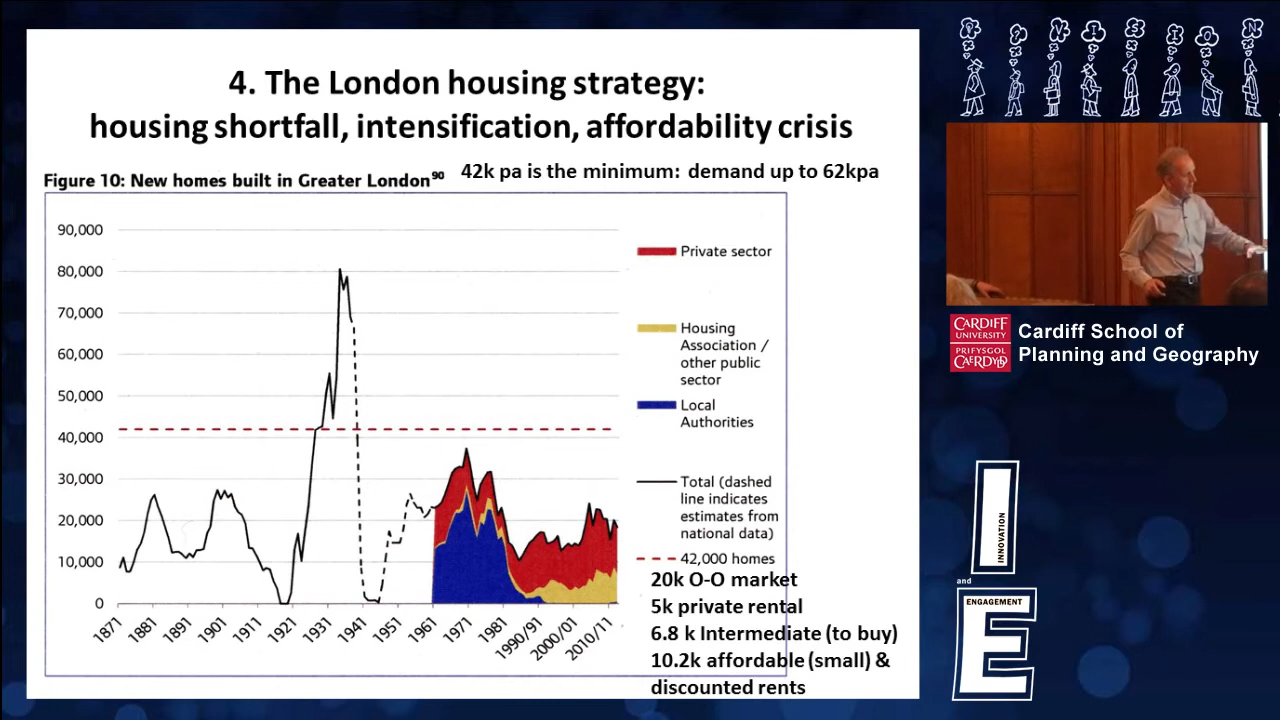 4. The London housing strategy:
housing shortfall, intensification, affordability crisis
Figure 10: New homes built in Greater London⁹⁰
42k pa is the minimum: demand up to 62kpa
90,000
80,000
70,000
60,000
50,000
40,000
30,000
20,000
10,000
0
1871
1881
1891
1901
1911
1921
1931
1941
1951
1961
1971
1981
1990/91
2000/01
2010/11
Private sector
Housing
Association /
other public
sector
Local
Authorities
Total (dashed
line indicates
estimates from
national data)
42,000 homes
20k O-O market
5k private rental
6.8 k Intermediate (to buy)
10.2k affordable (small) &
discounted rents
CARDIFF
UNIVERSITY
PRIFYSGOL
CAERDYDD
Cardiff School of
Planning and Geography
I
INNOVATION
and
ENGAGEMENT
E